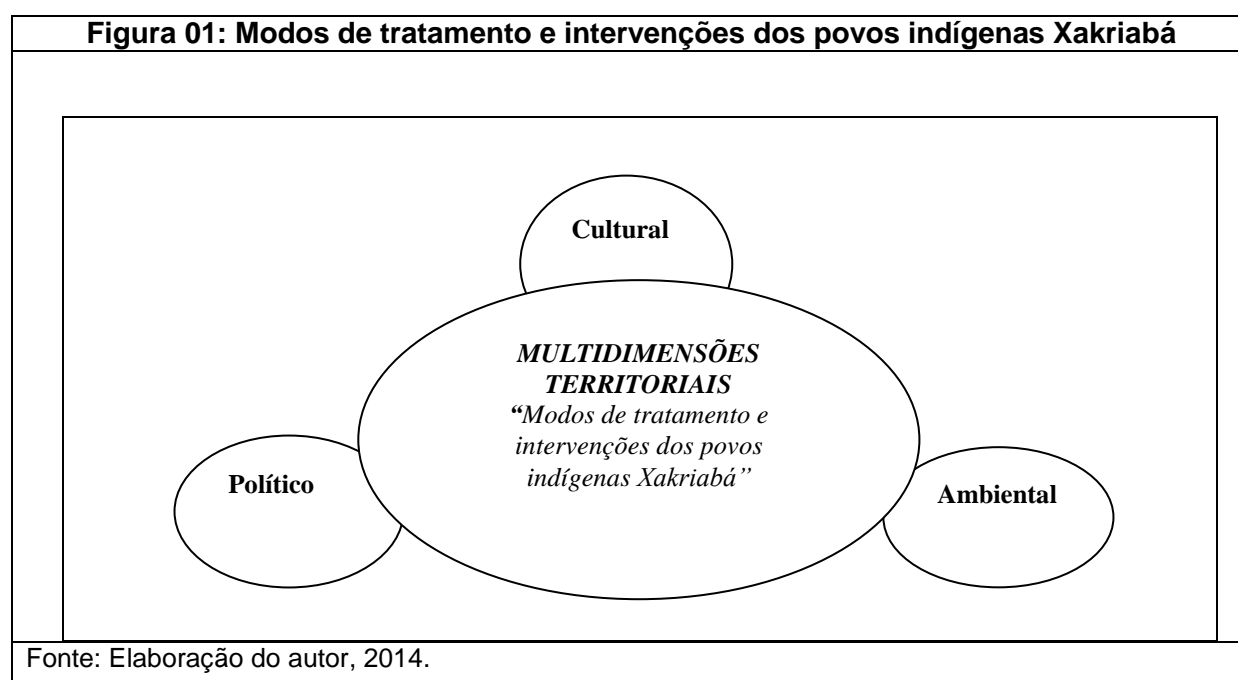 Figura 01: Modos de tratamento e intervenções dos povos indígenas Xakriabá
Cultural
MULTIDIMENSÕES
TERRITORIAIS
“Modos de tratamento e
intervenções dos povos
indígenas Xakriabá”
Político
Ambiental
Fonte: Elaboração do autor, 2014.